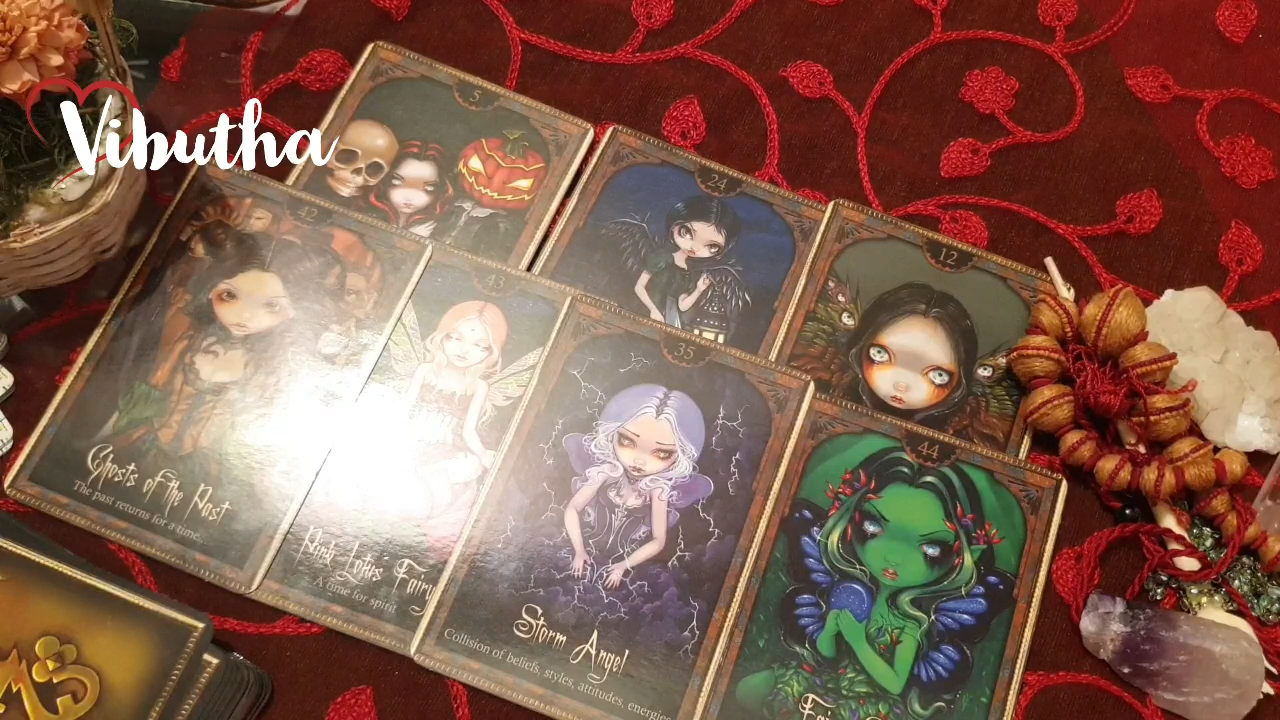 Vibutha
5
24
12
42
43
35
44
Ghosts of the Past
The past returns for a time...
Pink Lotus Fairy
A time for spirit
Storm Angel
Collision of beliefs, styles, attitudes, energies